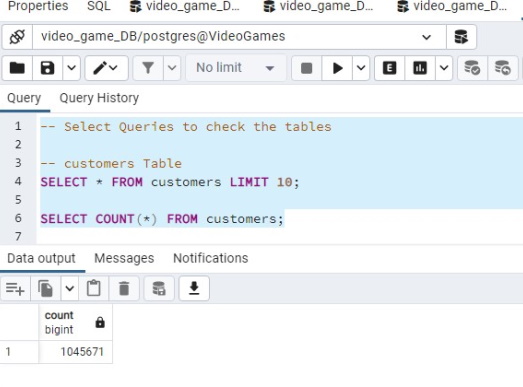 Properties SQL video_game_D... video_game_D... video_game_D...
video_game_DB/postgres@VideoGames
No limit E
Query Query History
1 -- Select Queries to check the tables
2
3 -- customers Table
4 SELECT * FROM customers LIMIT 10;
5
6 SELECT COUNT(*) FROM customers;
7
Data output Messages Notifications
count
bigint
1 1045671